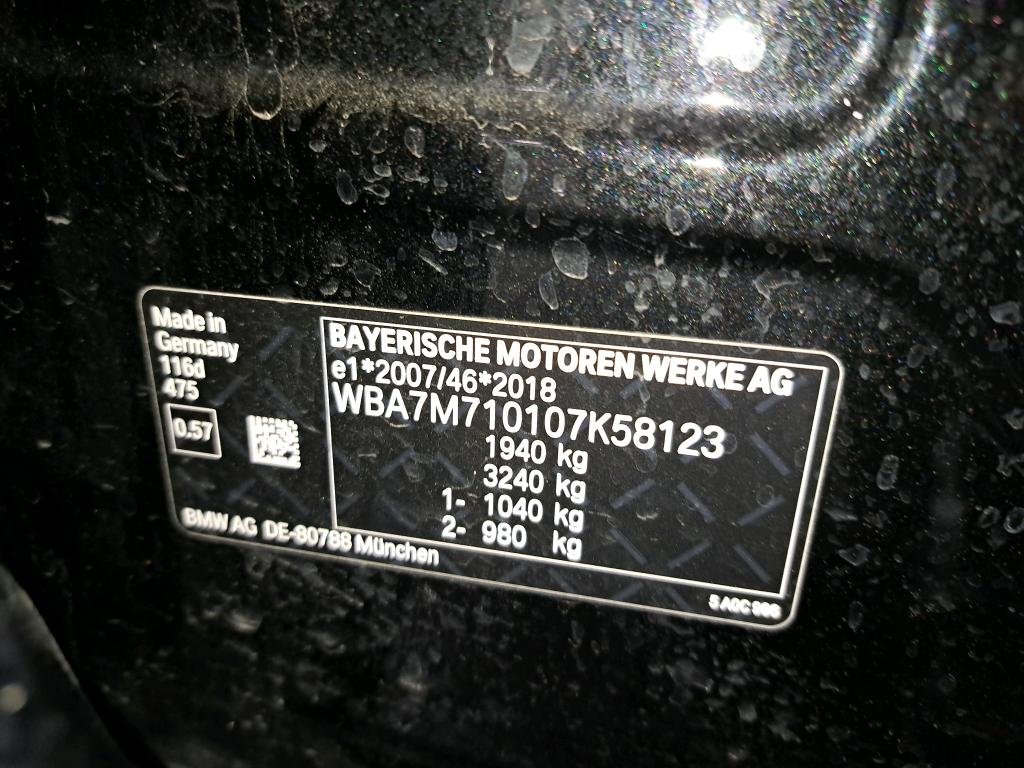 Made in
Germany
116d
475
0.57
BAYERISCHE MOTOREN WERKE AG
e1*2007/46*2018
WBA7M710107K58123
1940 kg
3240 kg
1- 1040 kg
2- 980 kg
BMW AG DE-80788 München